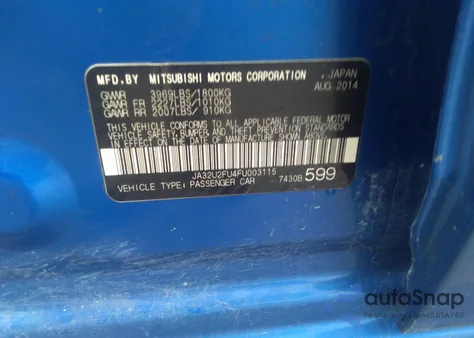 MFD.BY MITSUBISHI MOTORS CORPORATION, JAPAN
GVWR 3969LBS/1800KG AUG.2014
GAWR FR 2227LBS/1010KG
GAWR RR 2007LBS/ 910KG
THIS VEHICLE CONFORMS TO ALL APPLICABLE FEDERAL MOTOR
VEHICLE SAFETY,BUMPER AND THEFT PREVENTION STANDARDS
IN EFFECT ON THE DATE OF MANUFACTURE SHOWN ABOVE.
JA32U2FU4FU003115
VEHICLE TYPE:PASSENGER CAR 7430B 599
autoSnap